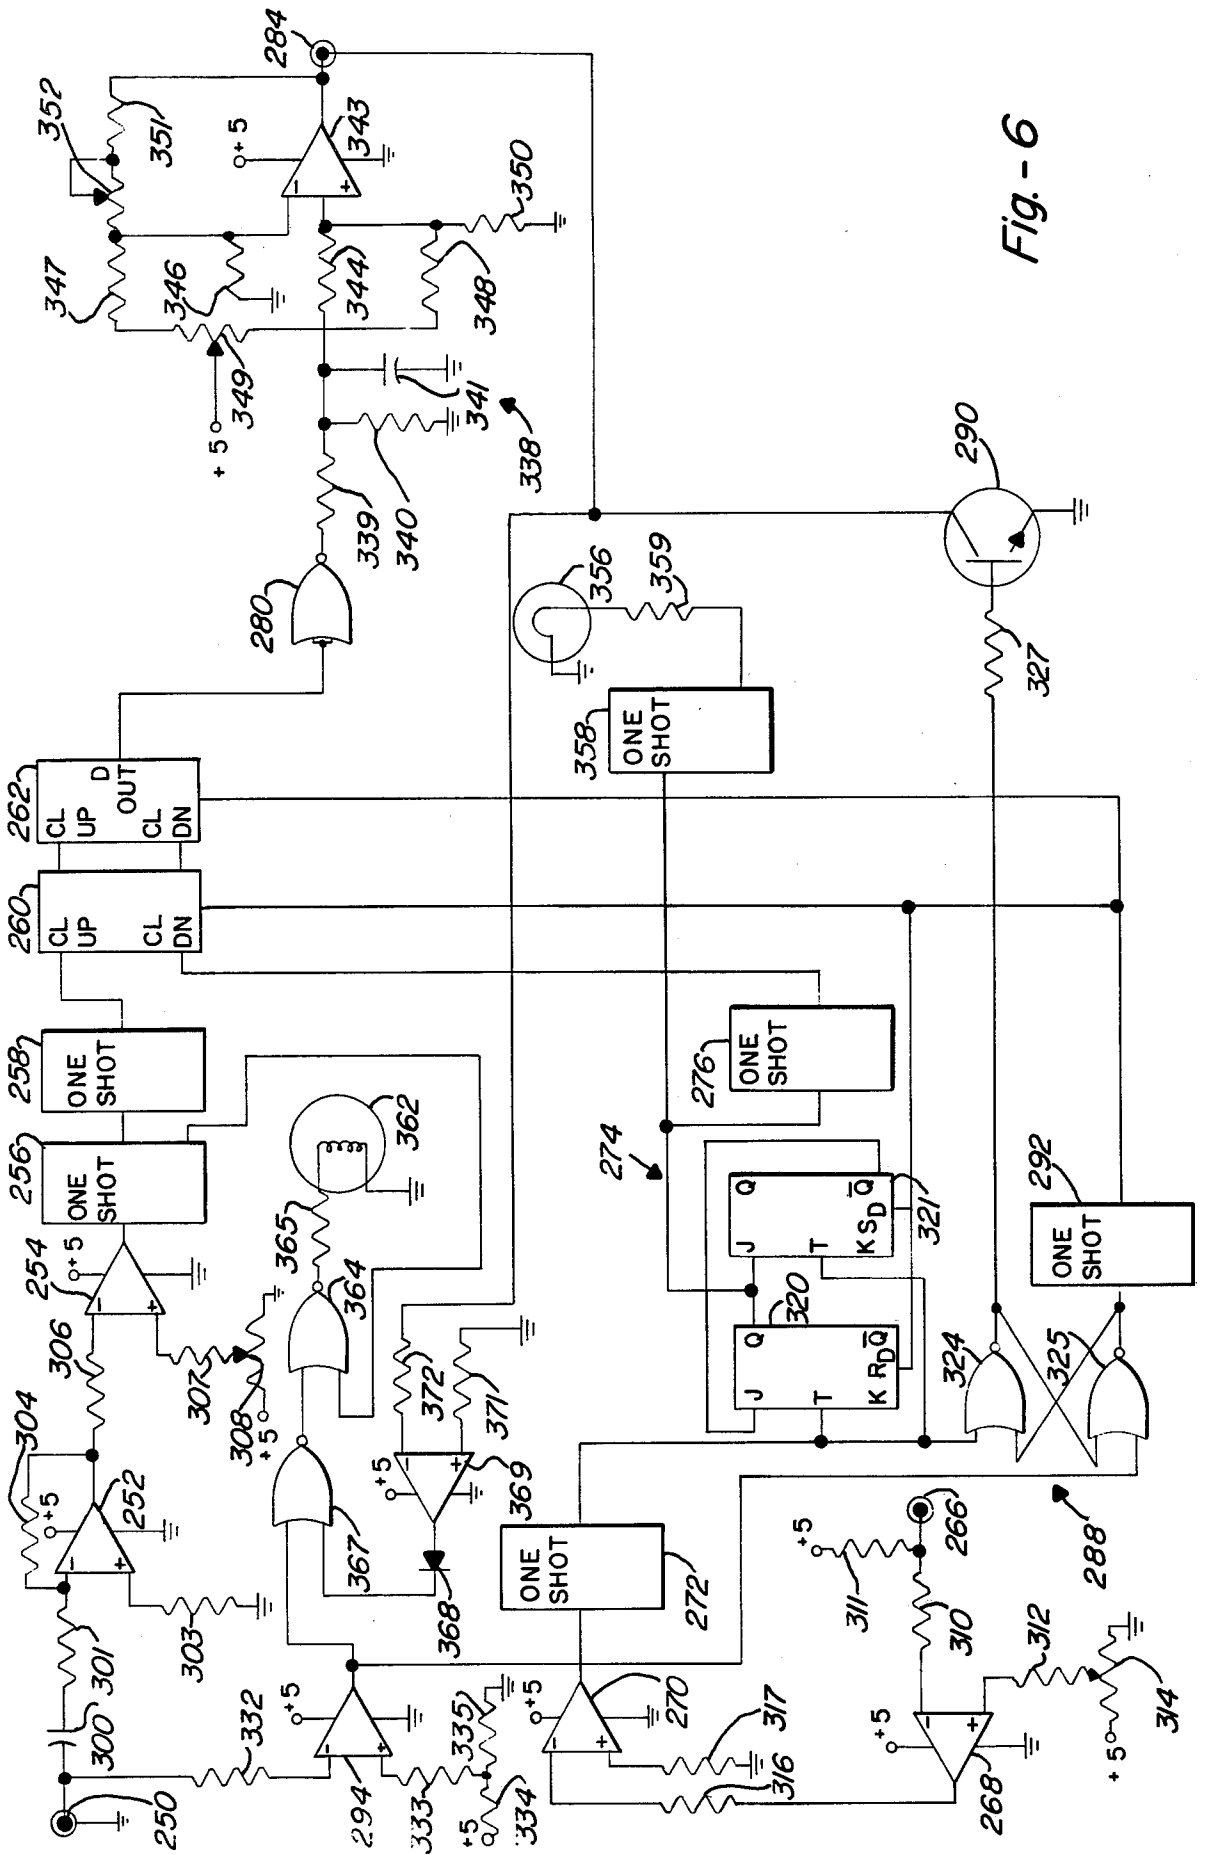 250
300
301
303
304
+5
252
306
307
308
+5
254
+5
256
ONE
SHOT
258
ONE
SHOT
260
CL
UP
CL
DN
262
CL
UP
D
OUT
CL
DN
280
339
340
341
338
+5
349
347
346
344
348
350
352
351
+5
343
284
332
294
+5
333
334
335
+5
367
368
369
+5
364
365
362
372
371
356
359
358
ONE
SHOT
270
+5
316
317
272
ONE
SHOT
274
276
ONE
SHOT
320
J
Q
T
K
RD
Q̅
321
J
Q
T
K
SD
Q̅
290
327
324
325
292
ONE
SHOT
288
266
+5
311
310
312
314
+5
268
+5
Fig.-6